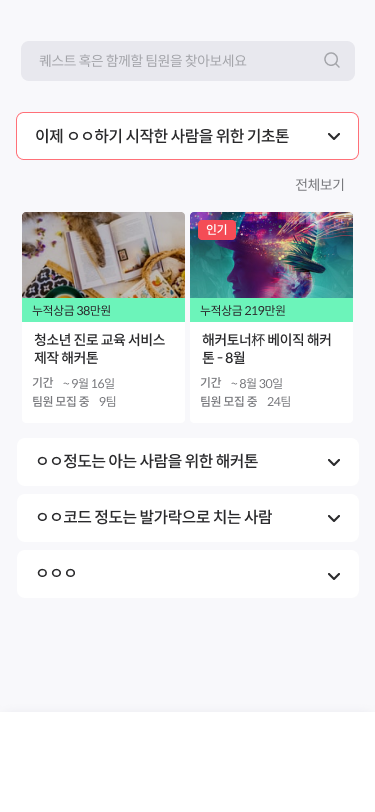 퀘스트 혹은 함께할 팀원을 찾아보세요
이제 ㅇㅇ하기 시작한 사람을 위한 기초톤
전체보기
인기
누적상금 38만원
누적상금 219만원
청소년 진로 교육 서비스
제작 해커톤
해커토너杯 베이직 해커
톤 - 8월
기간 ~ 9월 16일
팀원 모집 중 9팀
기간 ~ 8월 30일
팀원 모집 중 24팀
ㅇㅇ정도는 아는 사람을 위한 해커톤
ㅇㅇ코드 정도는 발가락으로 치는 사람
ㅇㅇㅇ